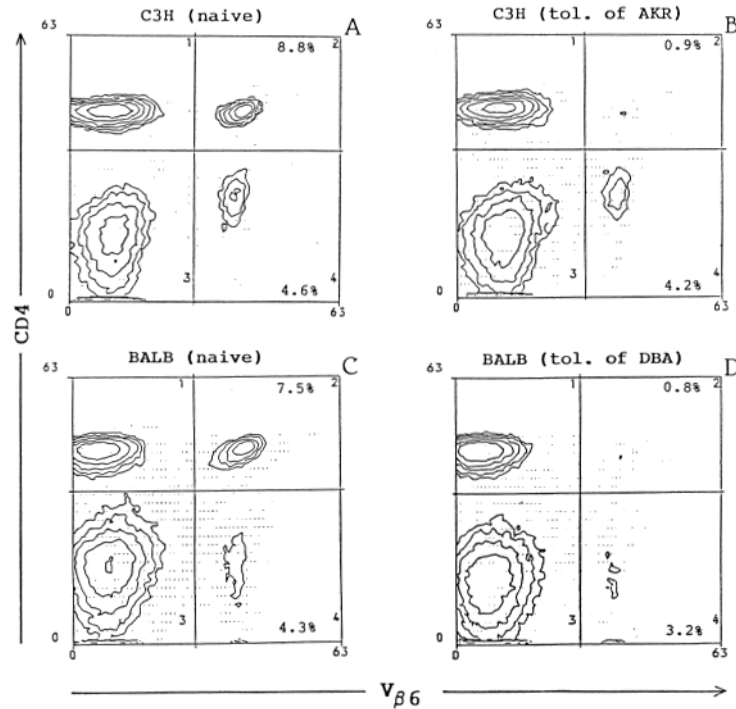 C3H (naive) A
63 1 2
8.8%
3 4
4.6%
0
0 63
C3H (tol. of AKR) B
63 1 2
0.9%
3 4
4.2%
0
0 63
BALB (naive) C
63 1 2
7.5%
3 4
4.3%
0
0 63
BALB (tol. of DBA) D
63 1 2
0.8%
3 4
3.2%
0
0 63
CD4
Vβ6